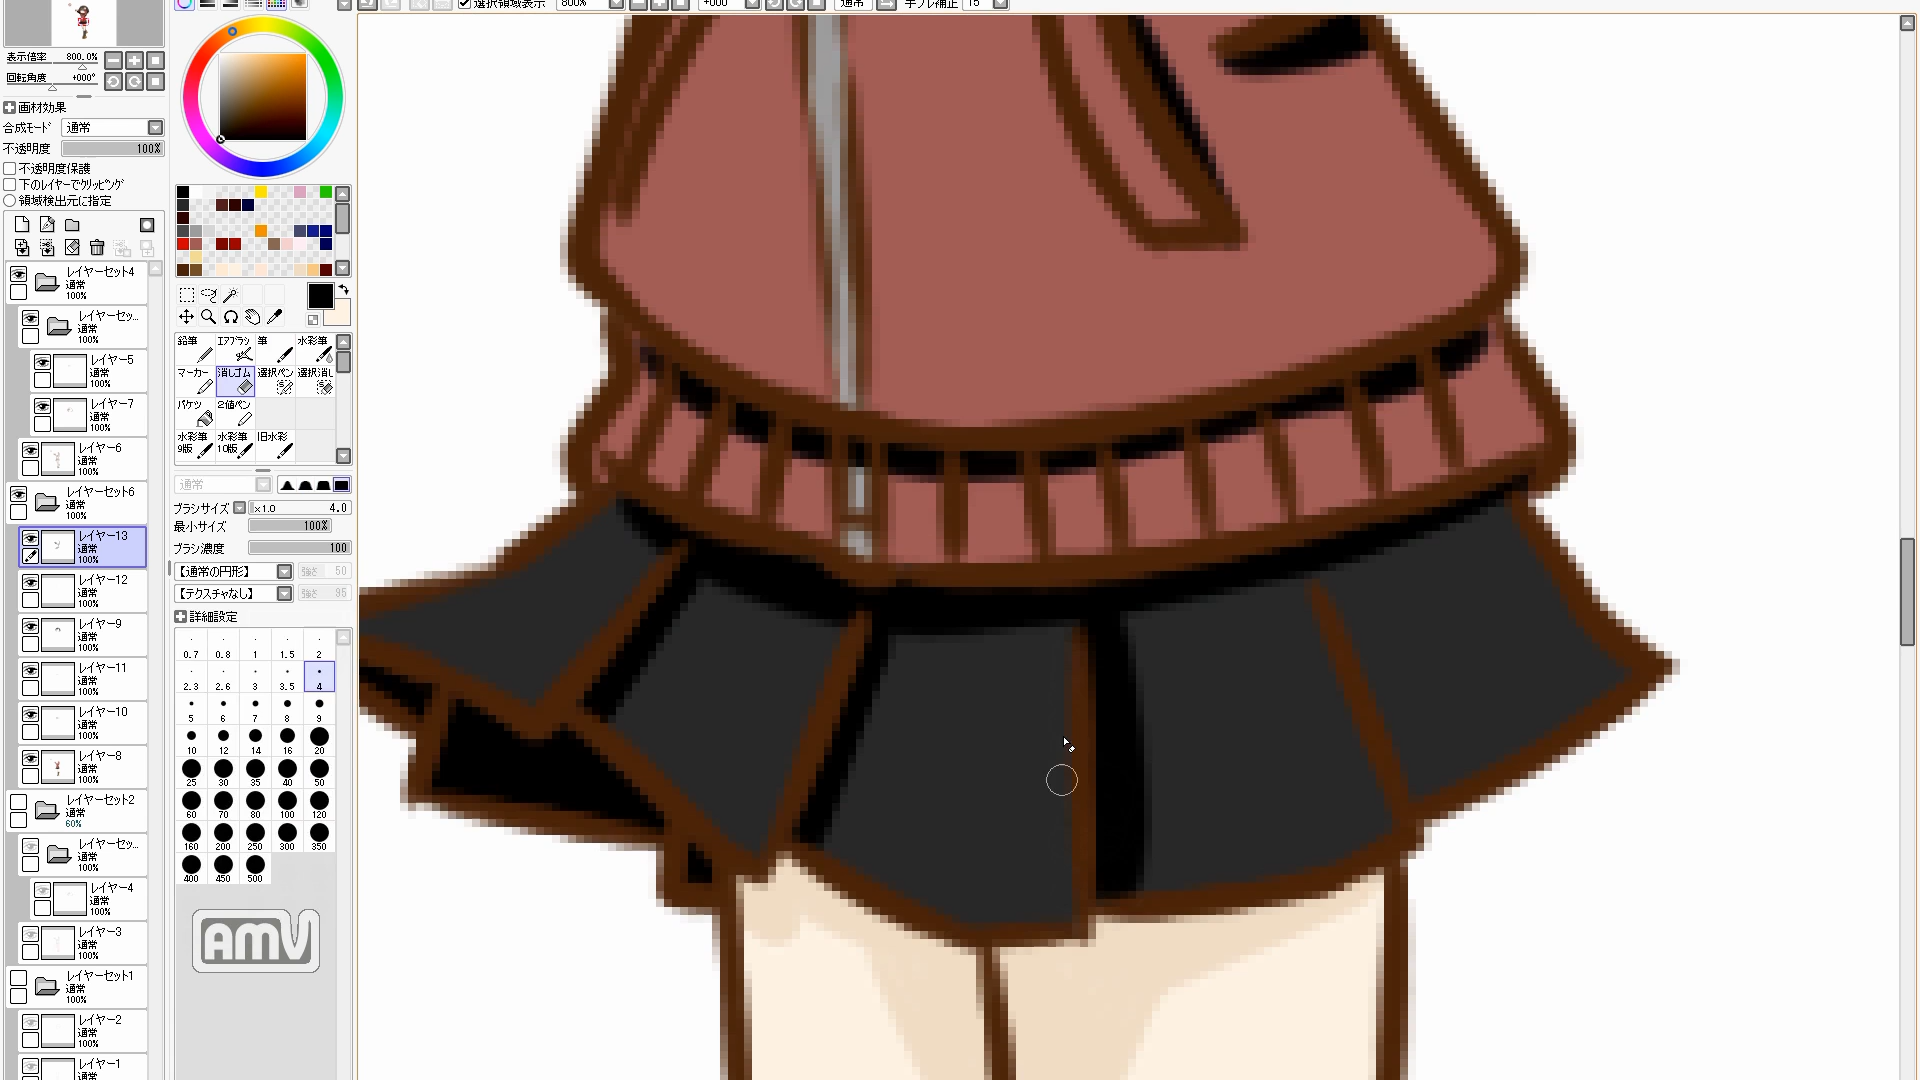 選択領域表示 800% +000° 通常 手ブレ補正 15
表示倍率 800.0%
回転角度 +000°
画材効果
合成モード 通常
不透明度 100%
不透明度保護
下のレイヤーでクリッピング
領域検出元に指定
レイヤーセット4
通常
100%
レイヤーセッ...
通常
100%
レイヤー5
通常
100%
レイヤー7
通常
100%
レイヤー6
通常
100%
レイヤーセット6
通常
100%
レイヤー13
通常
100%
レイヤー12
通常
100%
レイヤー9
通常
100%
レイヤー11
通常
100%
レイヤー10
通常
100%
レイヤー8
通常
100%
レイヤーセット2
通常
60%
レイヤーセッ...
通常
100%
レイヤー4
通常
100%
レイヤー3
通常
100%
レイヤーセット1
通常
100%
レイヤー2
通常
100%
レイヤー1
通常
鉛筆 エアブラシ 筆 水彩筆
マーカー 消しゴム 選択ペン 選択消し
バケツ 2値ペン
水彩筆 9版 水彩筆 10版 旧水彩
通常
ブラシサイズ ×1.0 4.0
最小サイズ 100%
ブラシ濃度 100
【通常の円形】 強さ 50
【テクスチャなし】 強さ 95
詳細設定
0.7 0.8 1 1.5 2
2.3 2.6 3 3.5 4
5 6 7 8 9
10 12 14 16 20
25 30 35 40 50
60 70 80 100 120
160 200 250 300 350
400 450 500
AMV